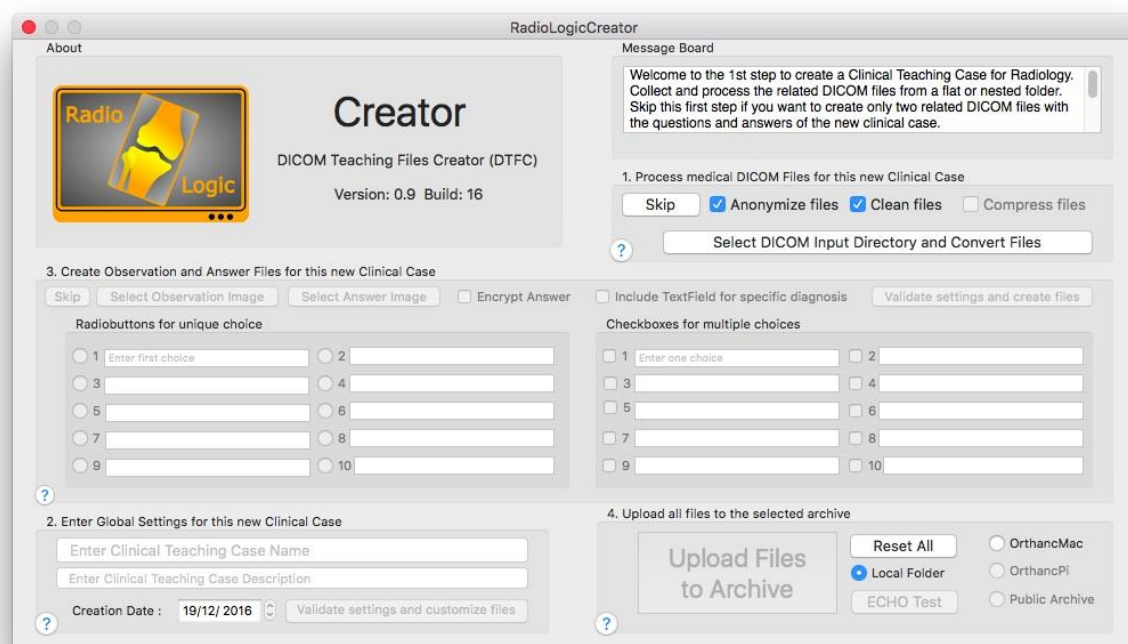 RadioLogicCreator
About
Radio
Logic
Creator
DICOM Teaching Files Creator (DTFC)
Version: 0.9 Build: 16
Message Board
Welcome to the 1st step to create a Clinical Teaching Case for Radiology.
Collect and process the related DICOM files from a flat or nested folder.
Skip this first step if you want to create only two related DICOM files with
the questions and answers of the new clinical case.
1. Process medical DICOM Files for this new Clinical Case
Skip Anonymize files Clean files Compress files
? Select DICOM Input Directory and Convert Files
3. Create Observation and Answer Files for this new Clinical Case
Skip Select Observation Image Select Answer Image Encrypt Answer Include TextField for specific diagnosis Validate settings and create files
Radiobuttons for unique choice
1 Enter first choice 2
3 4
5 6
7 8
9 10
Checkboxes for multiple choices
1 Enter one choice 2
3 4
5 6
7 8
9 10
?
2. Enter Global Settings for this new Clinical Case
Enter Clinical Teaching Case Name
Enter Clinical Teaching Case Description
Creation Date : 19/12/ 2016 Validate settings and customize files
?
4. Upload all files to the selected archive
Upload Files
to Archive
Reset All OrthancMac
Local Folder OrthancPi
ECHO Test Public Archive
?